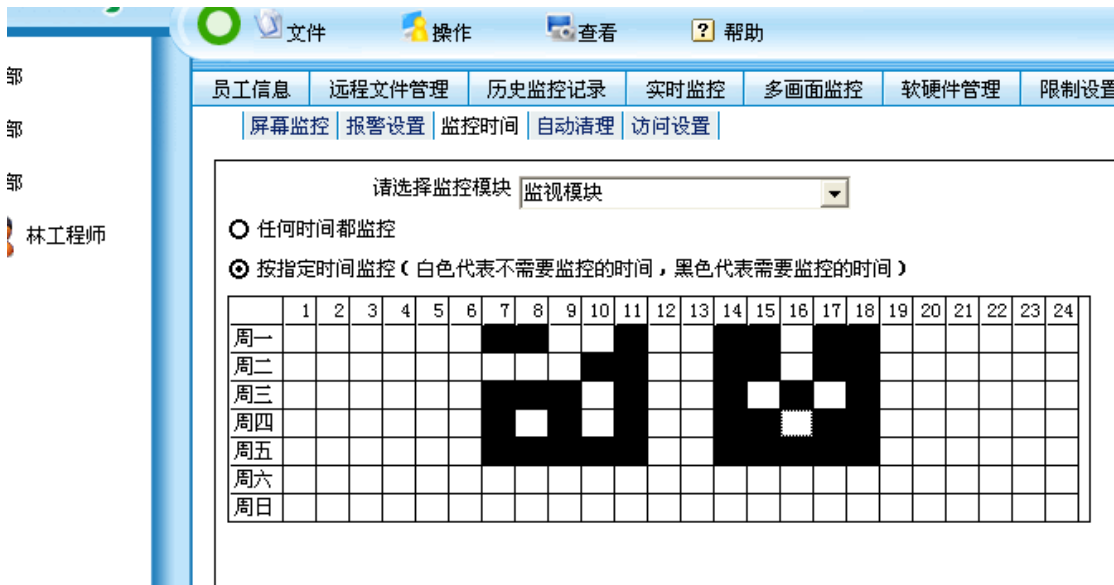 文件 操作 查看 ? 帮助
部
部
部
林工程师
员工信息 远程文件管理 历史监控记录 实时监控 多画面监控 软硬件管理 限制设置
屏幕监控 报警设置 监控时间 自动清理 访问设置
请选择监控模块 监视模块
任何时间都监控
按指定时间监控(白色代表不需要监控的时间,黑色代表需要监控的时间)
1 2 3 4 5 6 7 8 9 10 11 12 13 14 15 16 17 18 19 20 21 22 23 24
周一
周二
周三
周四
周五
周六
周日